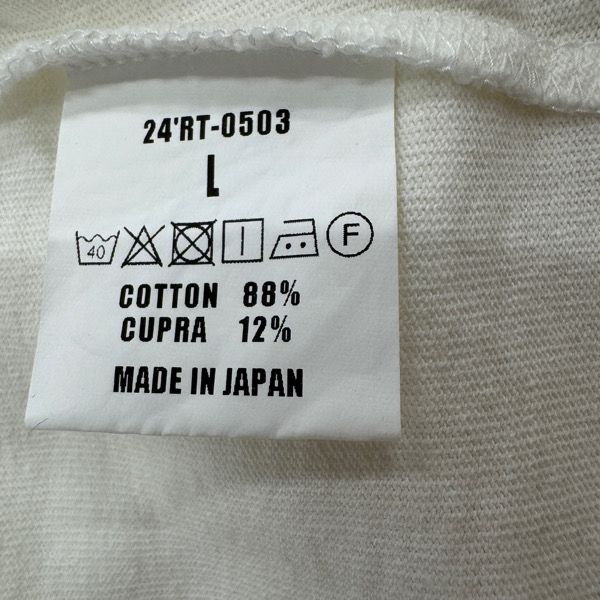 24'RT-0503
L
40 F
COTTON 88%
CUPRA 12%
MADE IN JAPAN